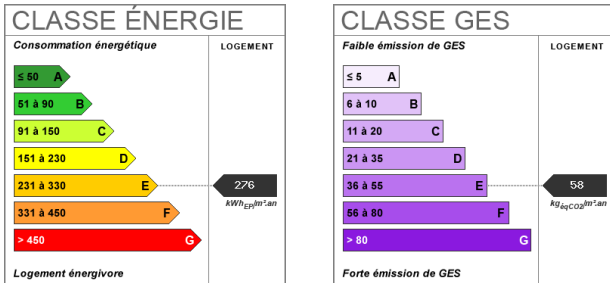 CLASSE ÉNERGIE
Consommation énergétique
LOGEMENT
≤ 50 A
51 à 90 B
91 à 150 C
151 à 230 D
231 à 330 E
276
kWhEP/m².an
331 à 450 F
> 450 G
Logement énergivore
CLASSE GES
Faible émission de GES
LOGEMENT
≤ 5 A
6 à 10 B
11 à 20 C
21 à 35 D
36 à 55 E
58
kgéqCO2/m².an
56 à 80 F
> 80 G
Forte émission de GES